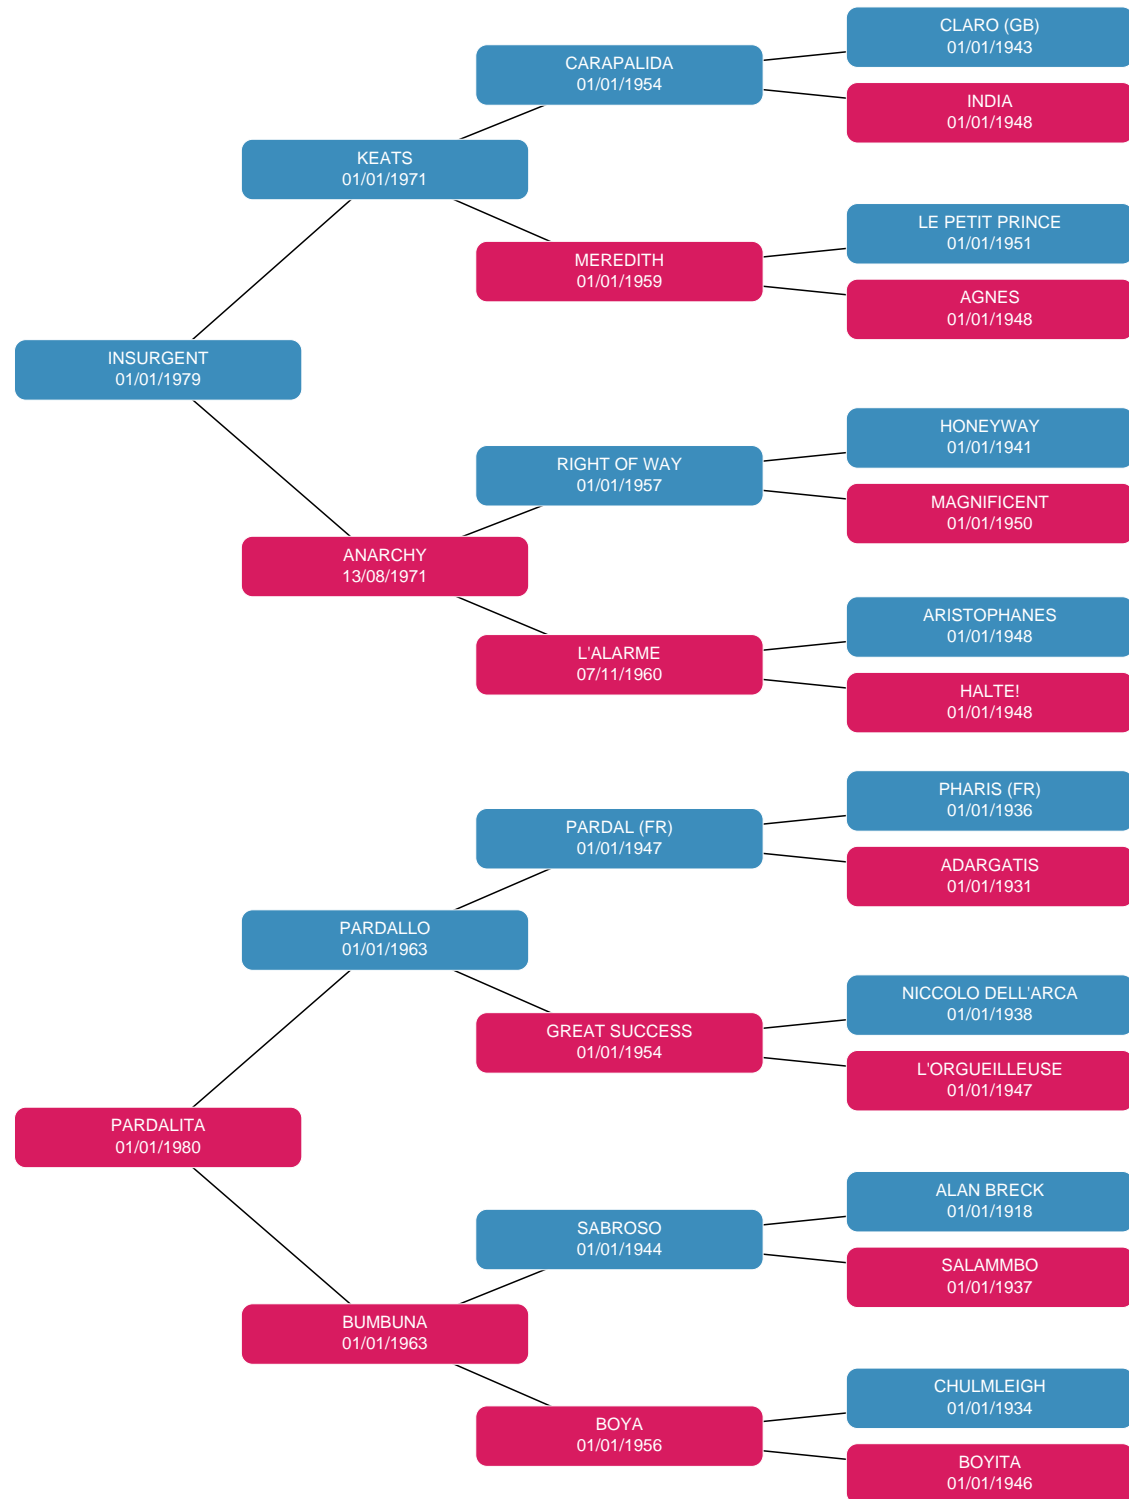 CLARO (GB)
01/01/1943
CARAPALIDA
01/01/1954
INDIA
01/01/1948
KEATS
01/01/1971
LE PETIT PRINCE
01/01/1951
MEREDITH
01/01/1959
AGNES
01/01/1948
INSURGENT
01/01/1979
HONEYWAY
01/01/1941
RIGHT OF WAY
01/01/1957
MAGNIFICENT
01/01/1950
ANARCHY
13/08/1971
ARISTOPHANES
01/01/1948
L'ALARME
07/11/1960
HALTE!
01/01/1948
PHARIS (FR)
01/01/1936
PARDAL (FR)
01/01/1947
ADARGATIS
01/01/1931
PARDALLO
01/01/1963
NICCOLO DELL'ARCA
01/01/1938
GREAT SUCCESS
01/01/1954
L'ORGUEILLEUSE
01/01/1947
PARDALITA
01/01/1980
ALAN BRECK
01/01/1918
SABROSO
01/01/1944
SALAMMBO
01/01/1937
BUMBUNA
01/01/1963
CHULMLEIGH
01/01/1934
BOYA
01/01/1956
BOYITA
01/01/1946